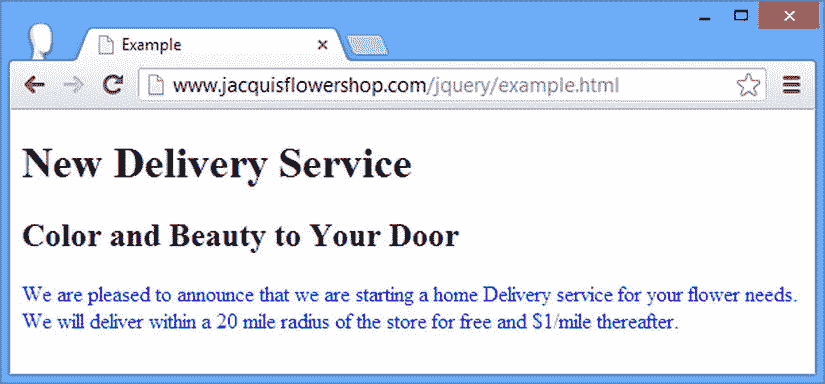 Example
www.jacquisflowershop.com/jquery/example.html
New Delivery Service
Color and Beauty to Your Door
We are pleased to announce that we are starting a home Delivery service for your flower needs.
We will deliver within a 20 mile radius of the store for free and $1/mile thereafter.